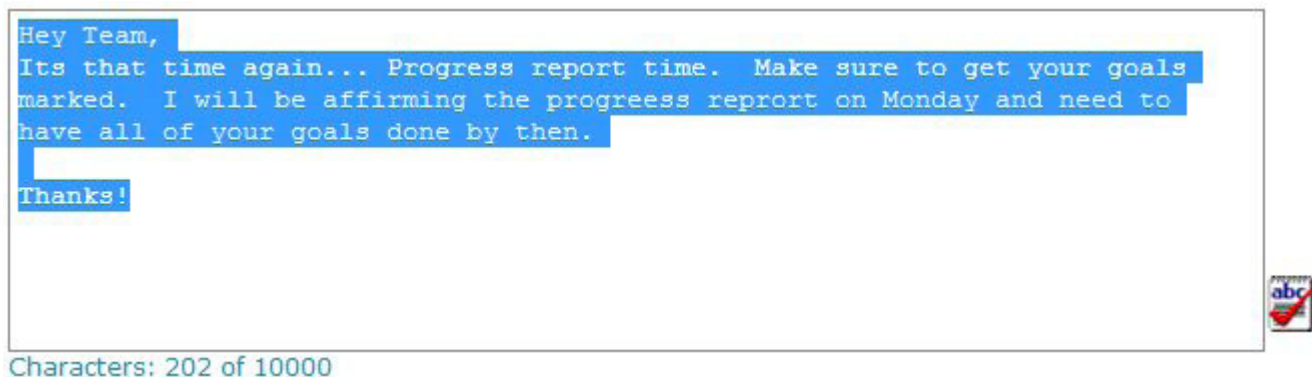 Hey Team,
Its that time again... Progress report time.  Make sure to get your goals
marked.  I will be affirming the progreess reprort on Monday and need to
have all of your goals done by then.
Thanks!
abc
Characters: 202 of 10000